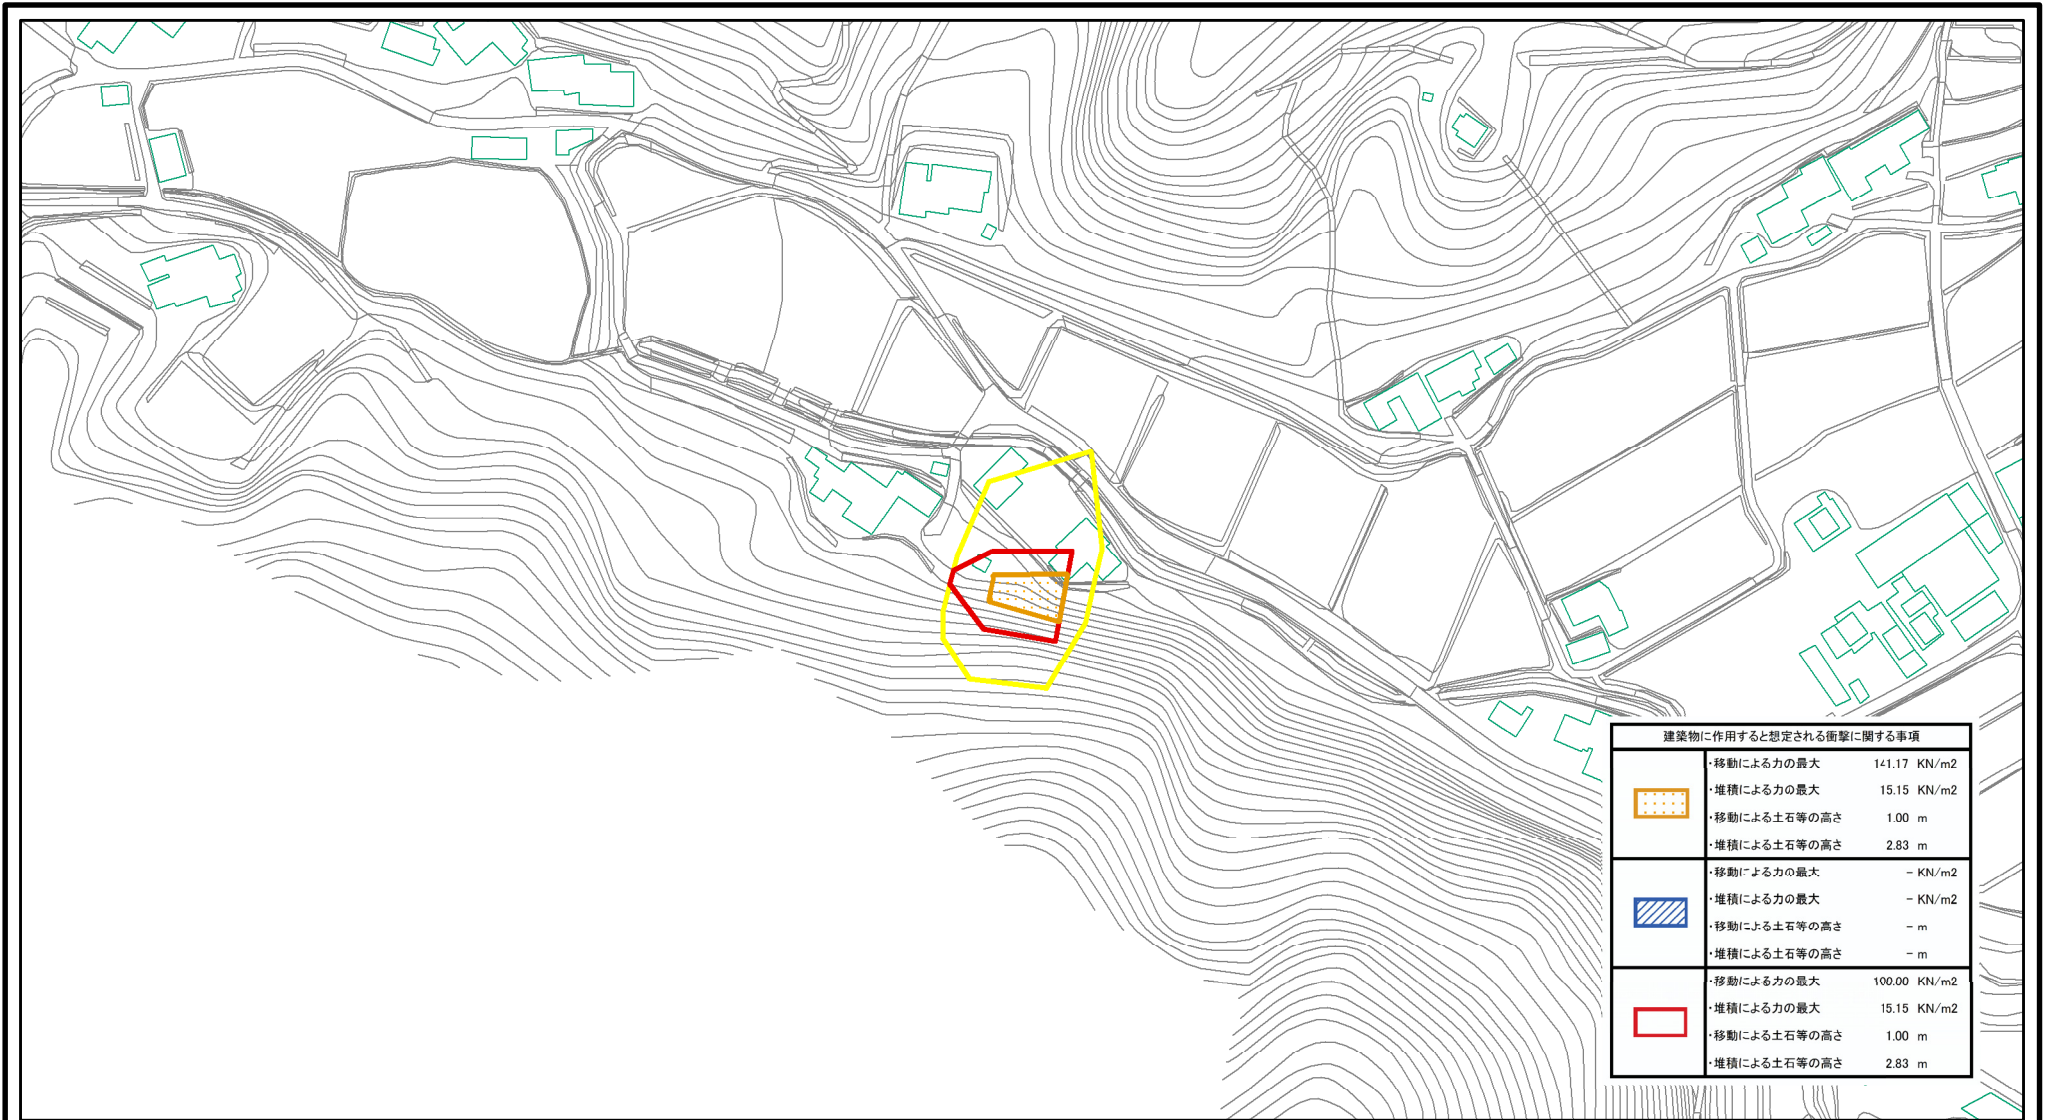 建築物に作用すると想定される衝撃に関する事項
・移動による力の最大 141.17 KN/m2
・堆積による力の最大 15.15 KN/m2
・移動による土石等の高さ 1.00 m
・堆積による土石等の高さ 2.83 m
・移動による力の最大 - KN/m2
・堆積による力の最大 - KN/m2
・移動による土石等の高さ - m
・堆積による土石等の高さ - m
・移動による力の最大 100.00 KN/m2
・堆積による力の最大 15.15 KN/m2
・移動による土石等の高さ 1.00 m
・堆積による土石等の高さ 2.83 m